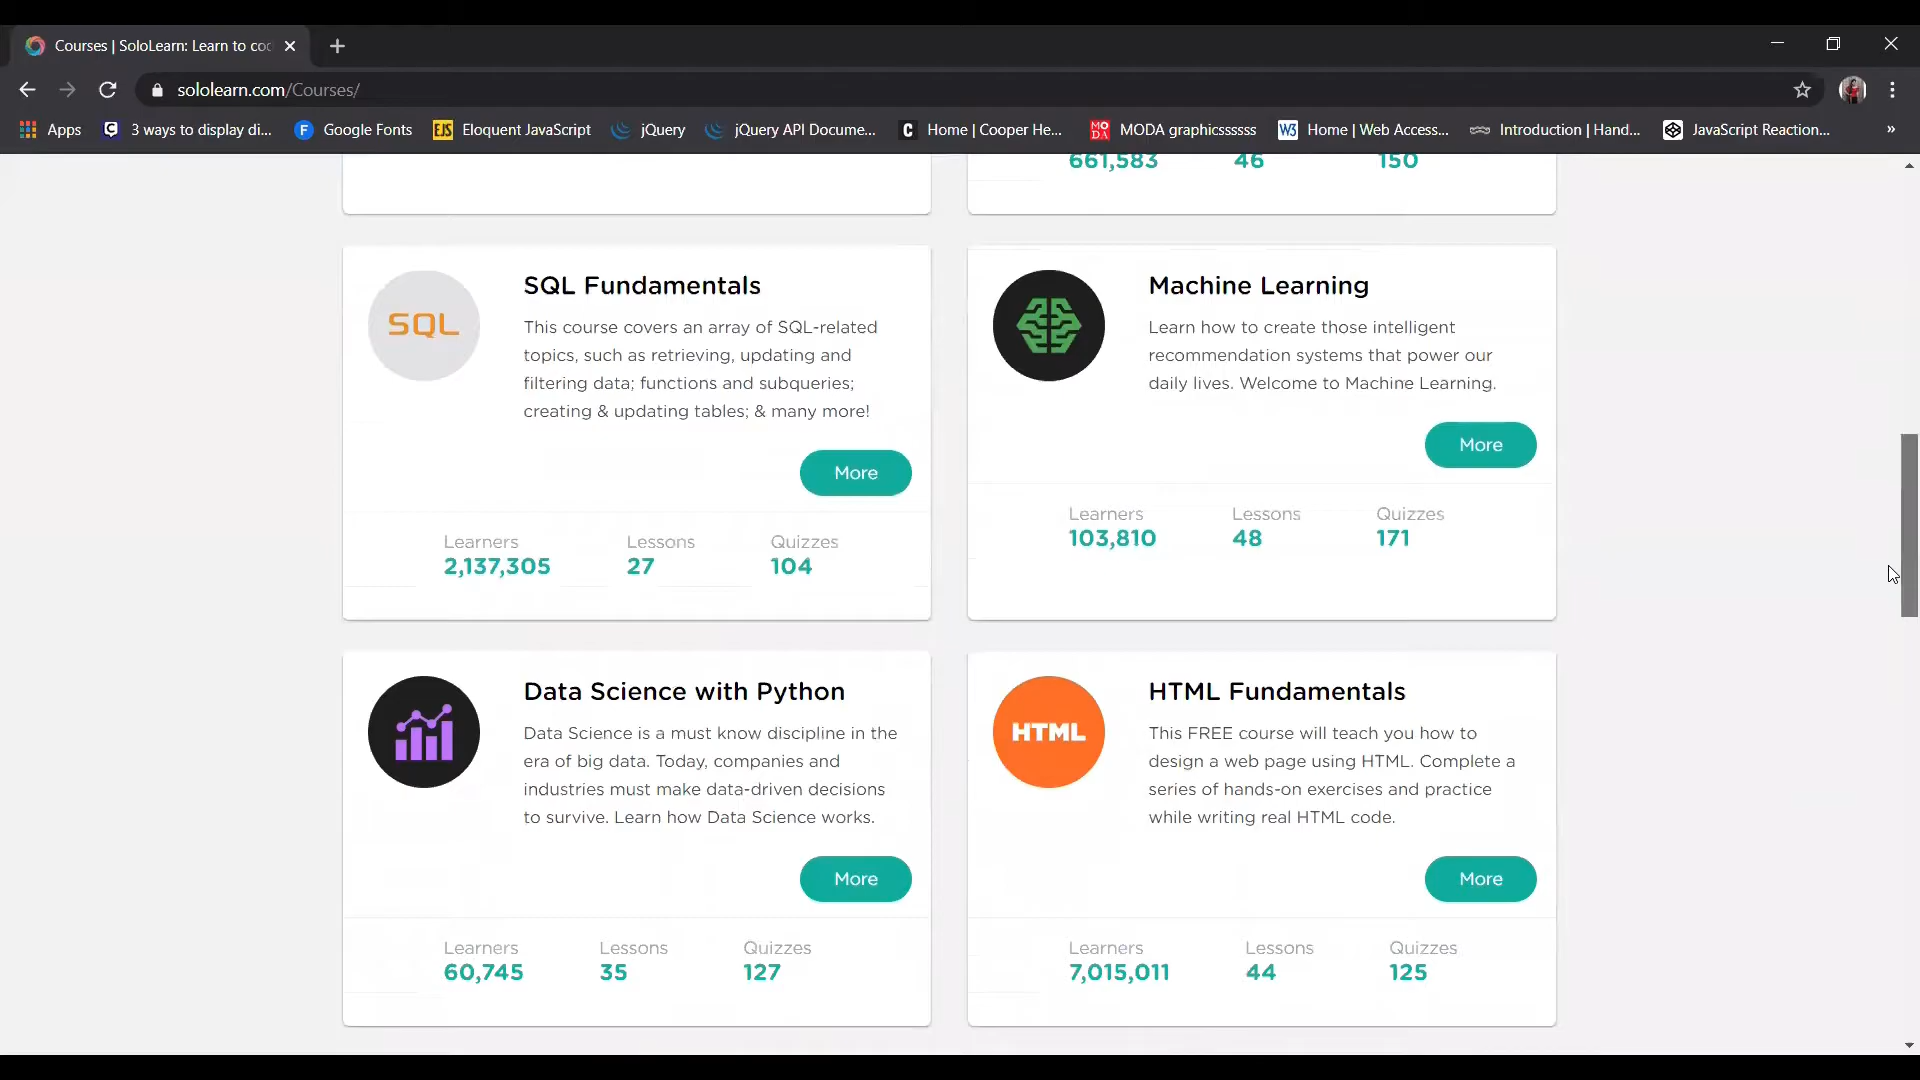 Courses | SoloLearn: Learn to coc
sololearn.com/Courses/
Apps
3 ways to display di...
F Google Fonts
EJS Eloquent JavaScript
jQuery
jQuery API Docume...
C Home | Cooper He...
MO DA MODA graphicssssss
W3 Home | Web Access...
Introduction | Hand...
JavaScript Reaction...
»
661,583 46 150
SQL
SQL Fundamentals
This course covers an array of SQL-related
topics, such as retrieving, updating and
filtering data; functions and subqueries;
creating & updating tables; & many more!
More
Learners Lessons Quizzes
2,137,305 27 104
Machine Learning
Learn how to create those intelligent
recommendation systems that power our
daily lives. Welcome to Machine Learning.
More
Learners Lessons Quizzes
103,810 48 171
Data Science with Python
Data Science is a must know discipline in the
era of big data. Today, companies and
industries must make data-driven decisions
to survive. Learn how Data Science works.
More
Learners Lessons Quizzes
60,745 35 127
HTML
HTML Fundamentals
This FREE course will teach you how to
design a web page using HTML. Complete a
series of hands-on exercises and practice
while writing real HTML code.
More
Learners Lessons Quizzes
7,015,011 44 125